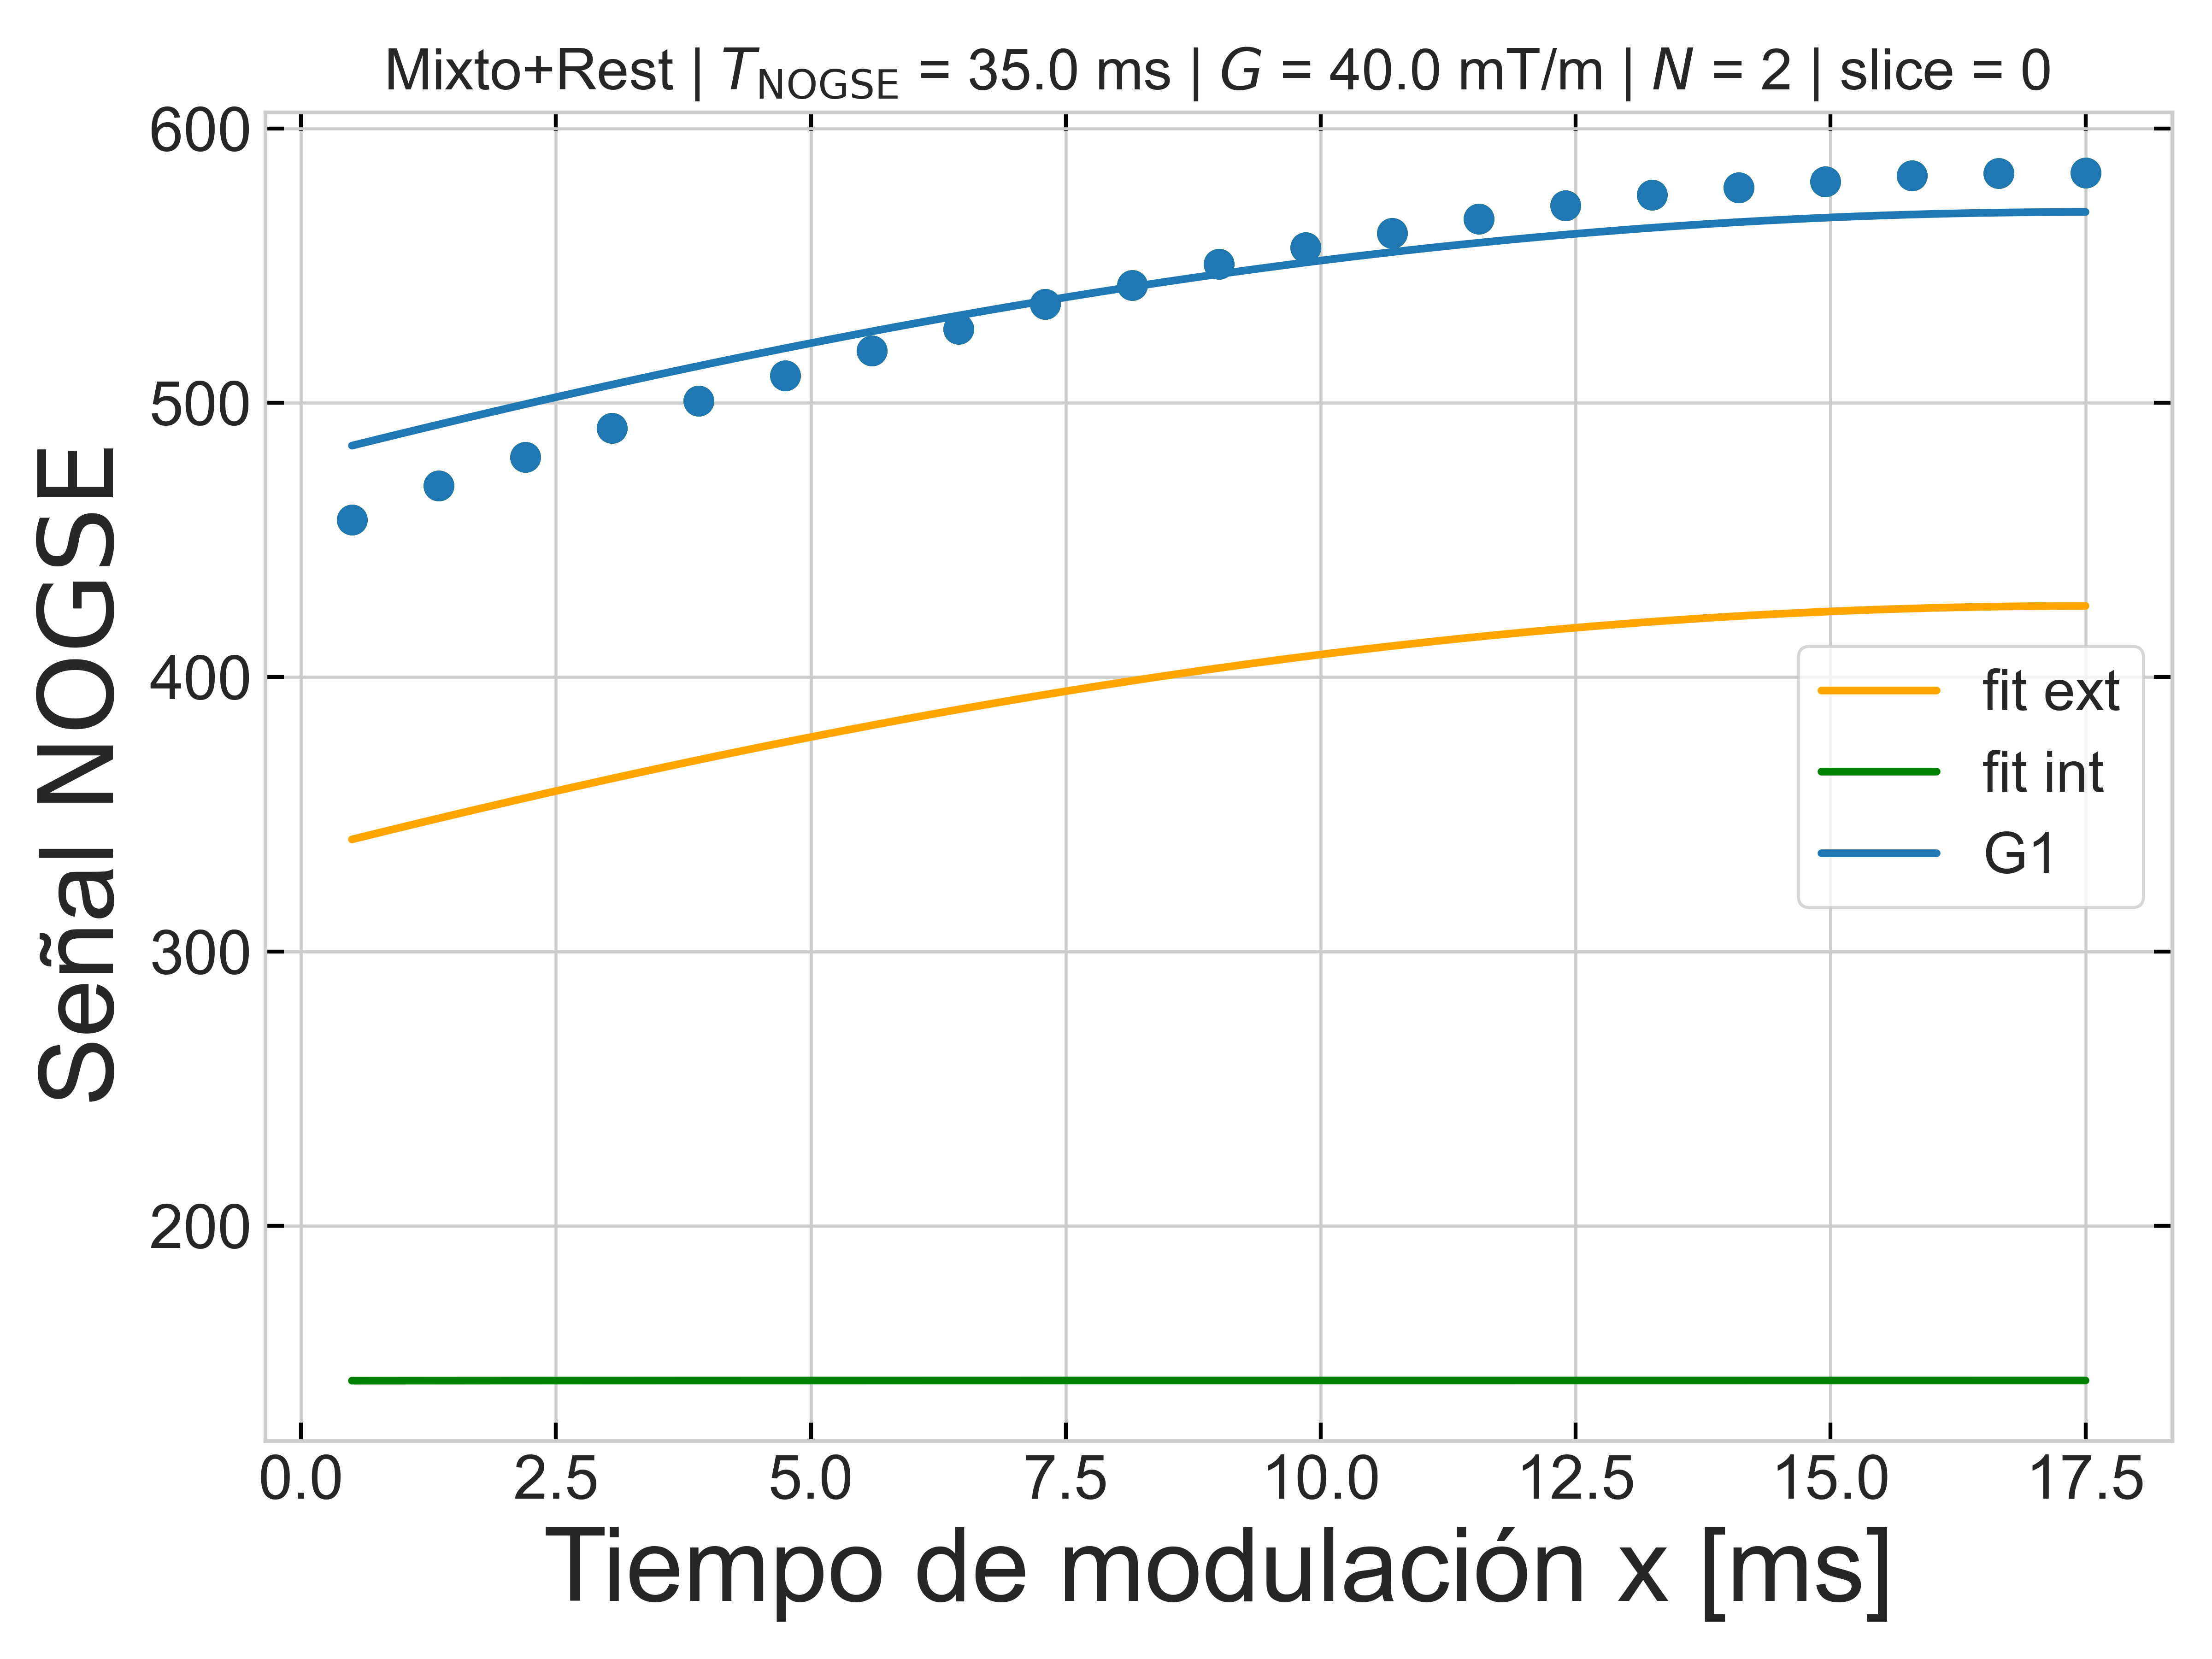 Mixto+Rest | T_NOGSE = 35.0 ms | G = 40.0 mT/m | N = 2 | slice = 0
600
500
400
300
200
Señal NOGSE
fit ext
fit int
G1
0.0 2.5 5.0 7.5 10.0 12.5 15.0 17.5
Tiempo de modulación x [ms]